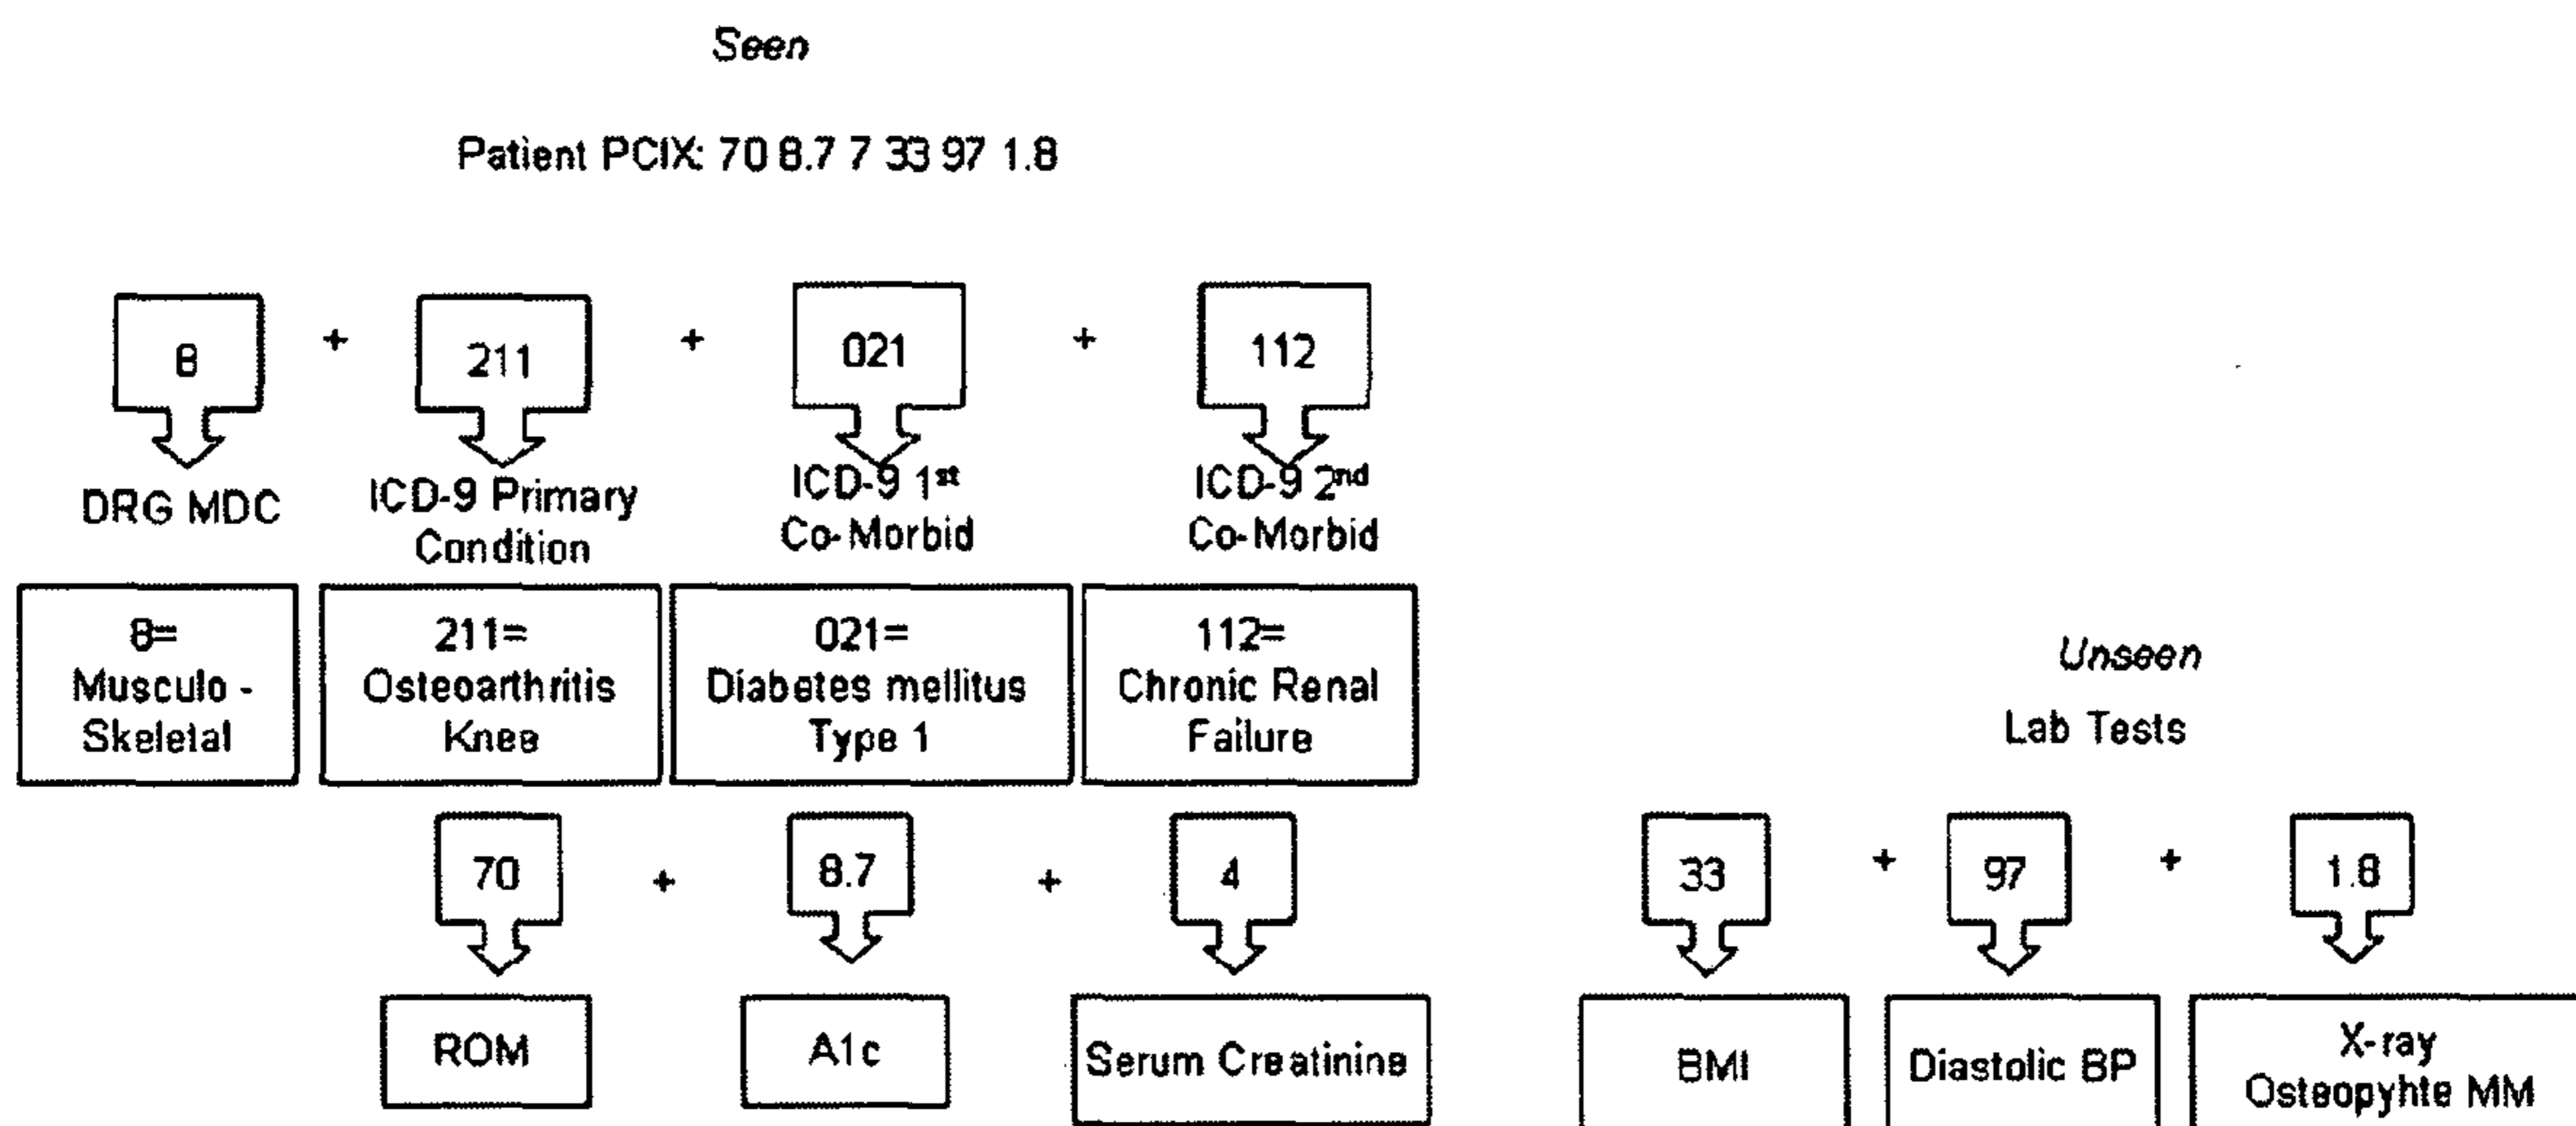 Seen
Patient PCIX: 70 8.7 7 33 97 1.8
8 + 211 + 021 + 112
DRG MDC
ICD-9 Primary
Condition
ICD-9 1st
Co-Morbid
ICD-9 2nd
Co-Morbid
8=
Musculo -
Skeletal
211=
Osteoarthritis
Knee
021=
Diabetes mellitus
Type 1
112=
Chronic Renal
Failure
Unseen
Lab Tests
70 + 8.7 + 4
33 + 97 + 1.8
ROM
A1c
Serum Creatinine
BMI
Diastolic BP
X-ray
Osteopyhte MM